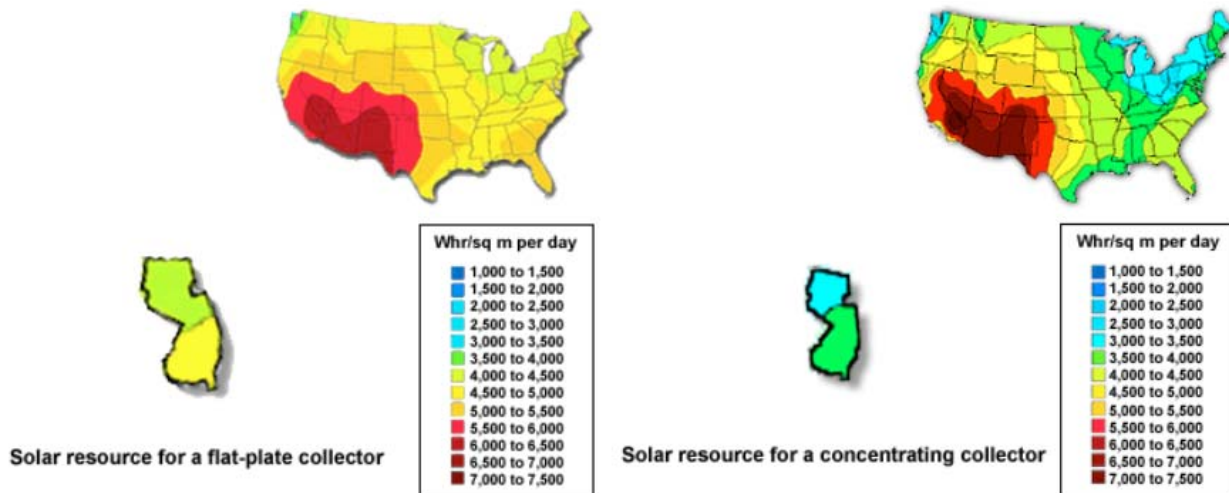 Whr/sq m per day
1,000 to 1,500
1,500 to 2,000
2,000 to 2,500
2,500 to 3,000
3,000 to 3,500
3,500 to 4,000
4,000 to 4,500
4,500 to 5,000
5,000 to 5,500
5,500 to 6,000
6,000 to 6,500
6,500 to 7,000
7,000 to 7,500
Solar resource for a flat-plate collector
Whr/sq m per day
1,000 to 1,500
1,500 to 2,000
2,000 to 2,500
2,500 to 3,000
3,000 to 3,500
3,500 to 4,000
4,000 to 4,500
4,500 to 5,000
5,000 to 5,500
5,500 to 6,000
6,000 to 6,500
6,500 to 7,000
7,000 to 7,500
Solar resource for a concentrating collector